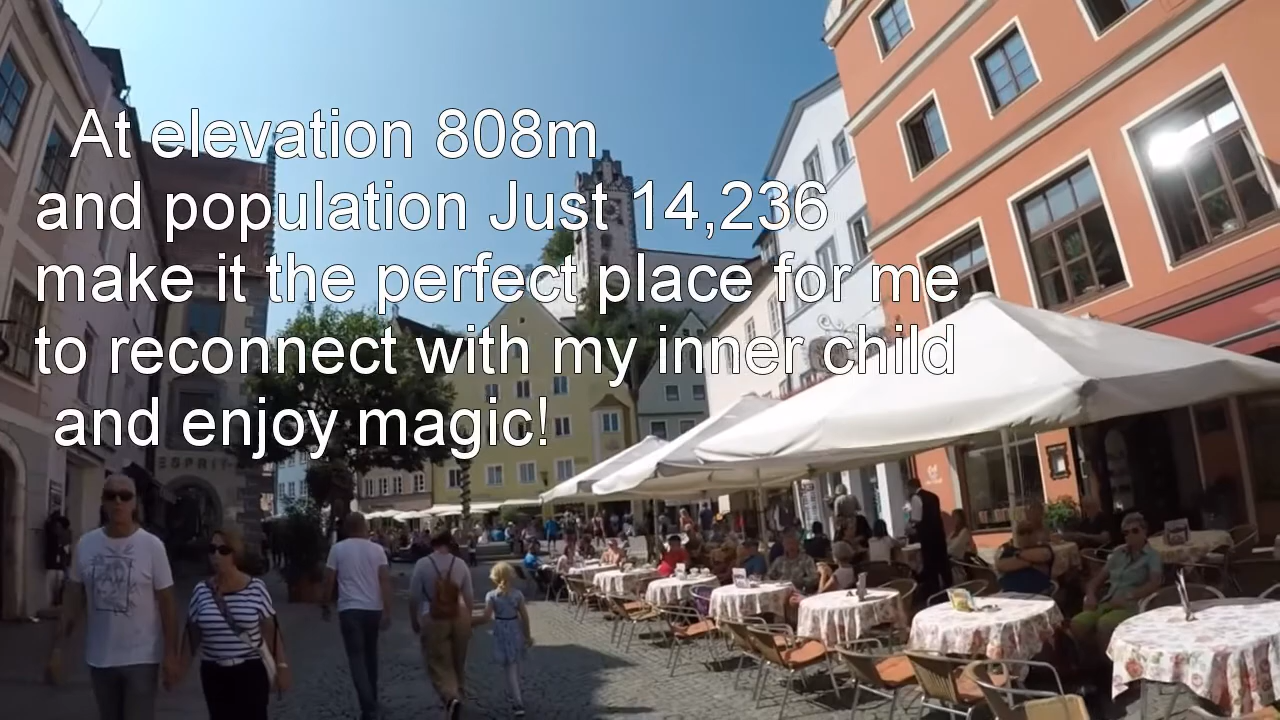 At elevation 808m
and population Just 14,236
make it the perfect place for me
to reconnect with my inner child
and enjoy magic!
ESPRIT